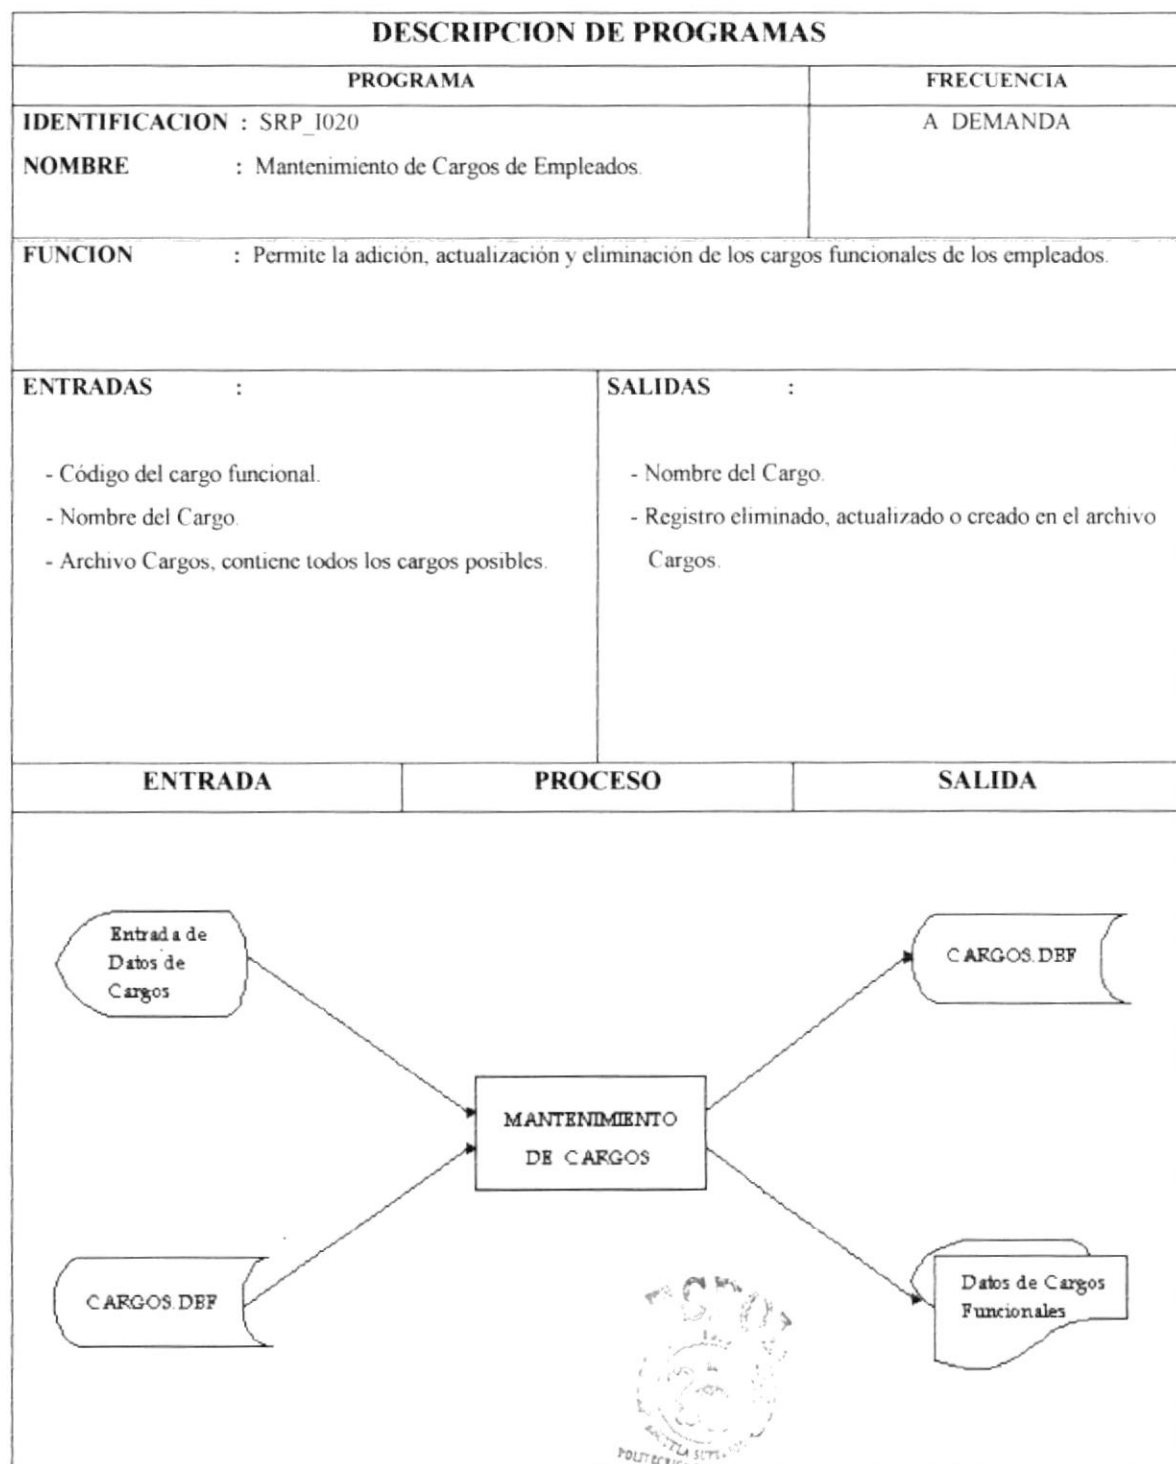 DESCRIPCION DE PROGRAMAS
PROGRAMA
FRECUENCIA
IDENTIFICACION : SRP_I020
A DEMANDA
NOMBRE : Mantenimiento de Cargos de Empleados.
FUNCION : Permite la adición, actualización y eliminación de los cargos funcionales de los empleados.
ENTRADAS :
- Código del cargo funcional.
- Nombre del Cargo.
- Archivo Cargos, contiene todos los cargos posibles.
SALIDAS :
- Nombre del Cargo.
- Registro eliminado, actualizado o creado en el archivo
Cargos.
ENTRADA
PROCESO
SALIDA
Entrada de
Datos de
Cargos
CARGOS.DBF
MANTENIMIENTO
DE CARGOS
CARGOS.DBF
Datos de Cargos
Funcionales